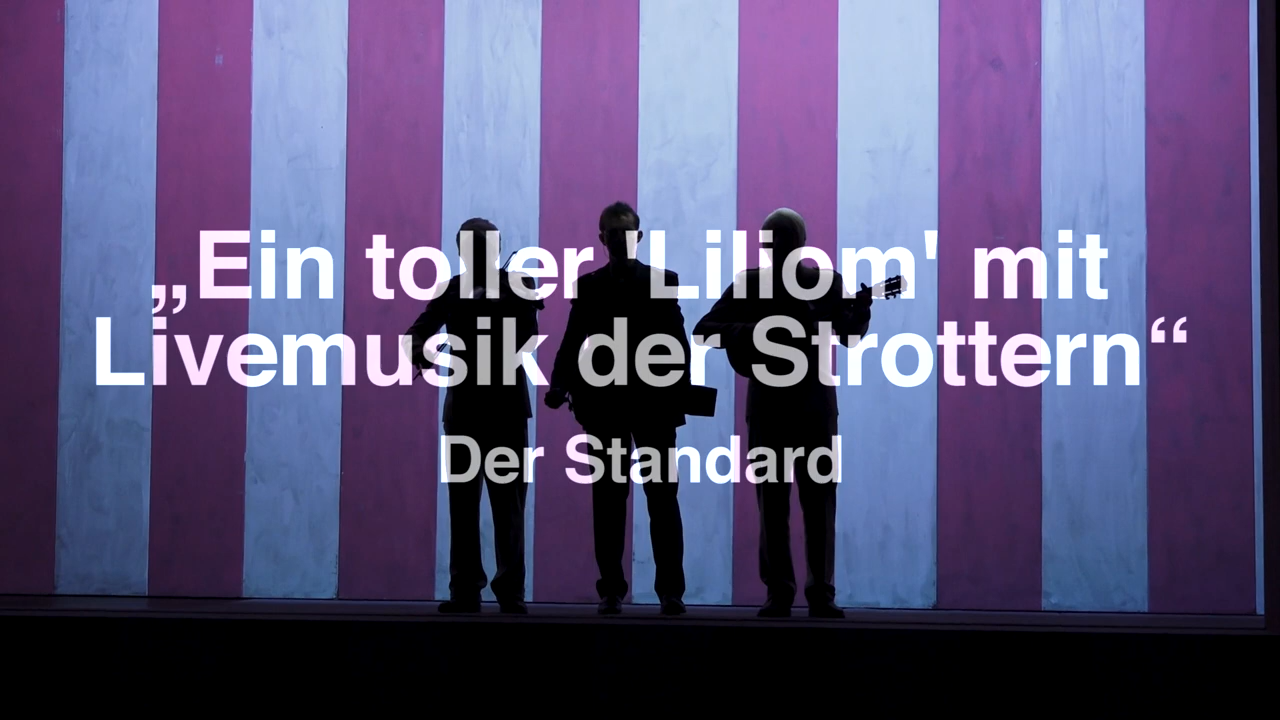 „Ein toller 'Liliom' mit
Livemusik der Strottern“
Der Standard